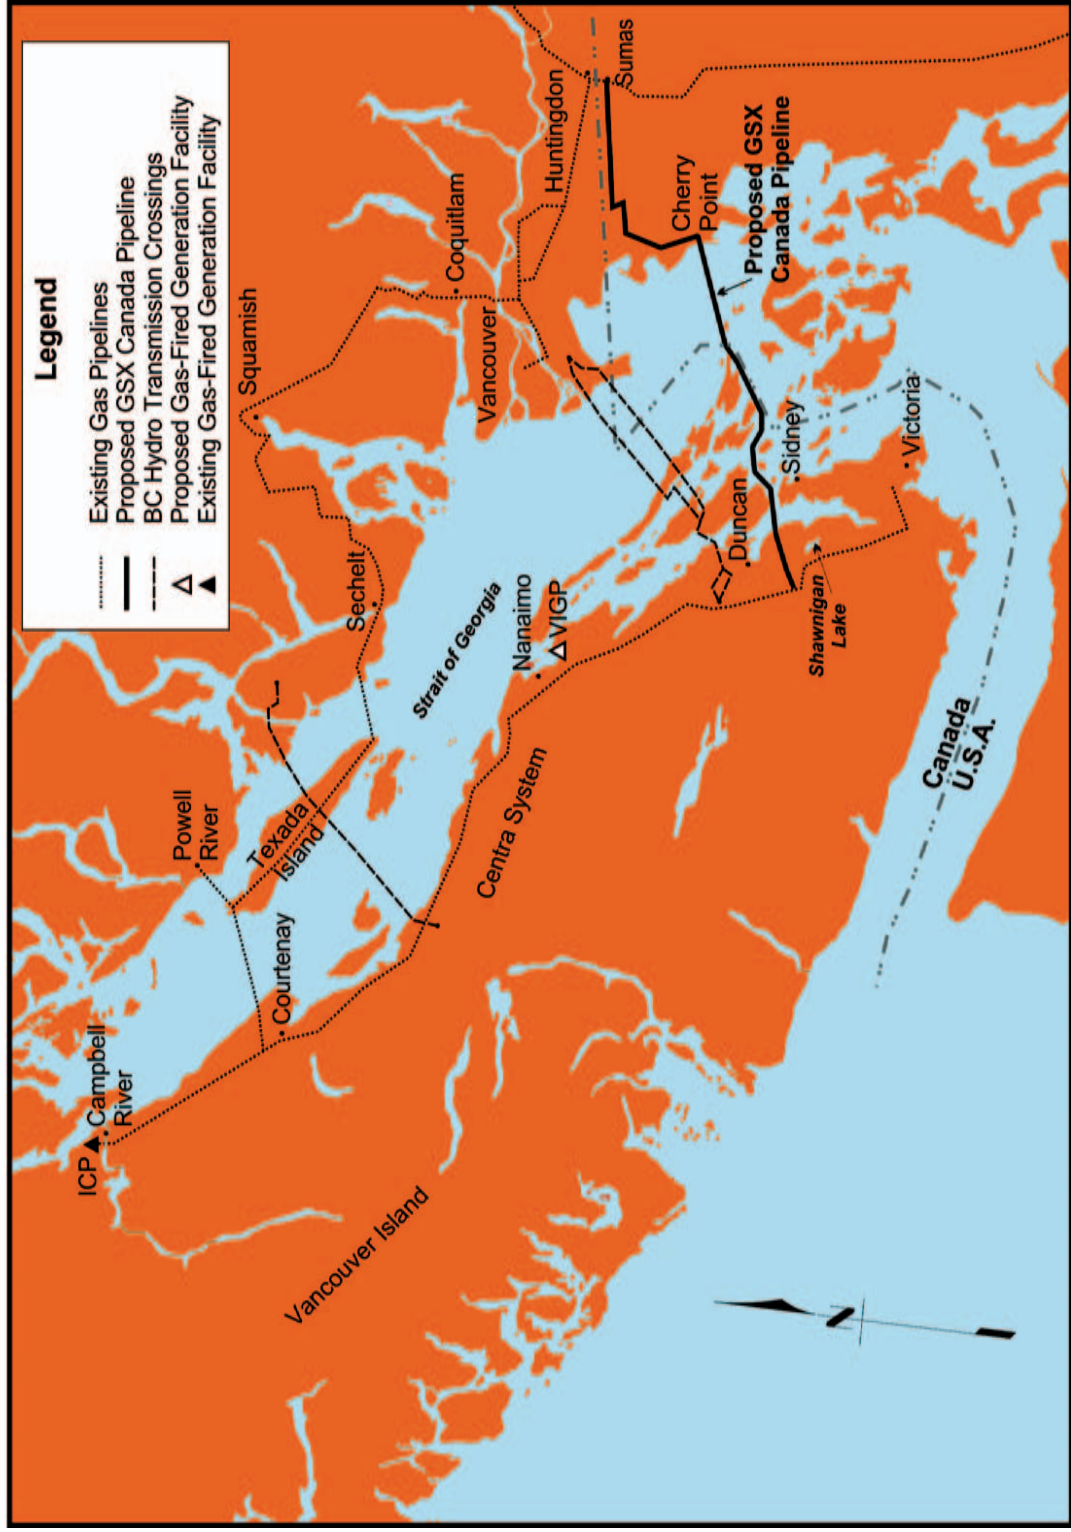 Legend
Existing Gas Pipelines
Proposed GSX Canada Pipeline
BC Hydro Transmission Crossings
Proposed Gas-Fired Generation Facility
Existing Gas-Fired Generation Facility
ICP
Campbell
River
Powell
River
Squamish
Courtenay
Texada
Island
Sechelt
Coquitlam
Vancouver Island
Strait of Georgia
Vancouver
Huntingdon
Sumas
Centra System
Nanaimo
VIGP
Cherry
Point
Duncan
Proposed GSX
Canada Pipeline
Sidney
Shawnigan
Lake
Victoria
Canada
U.S.A.
N